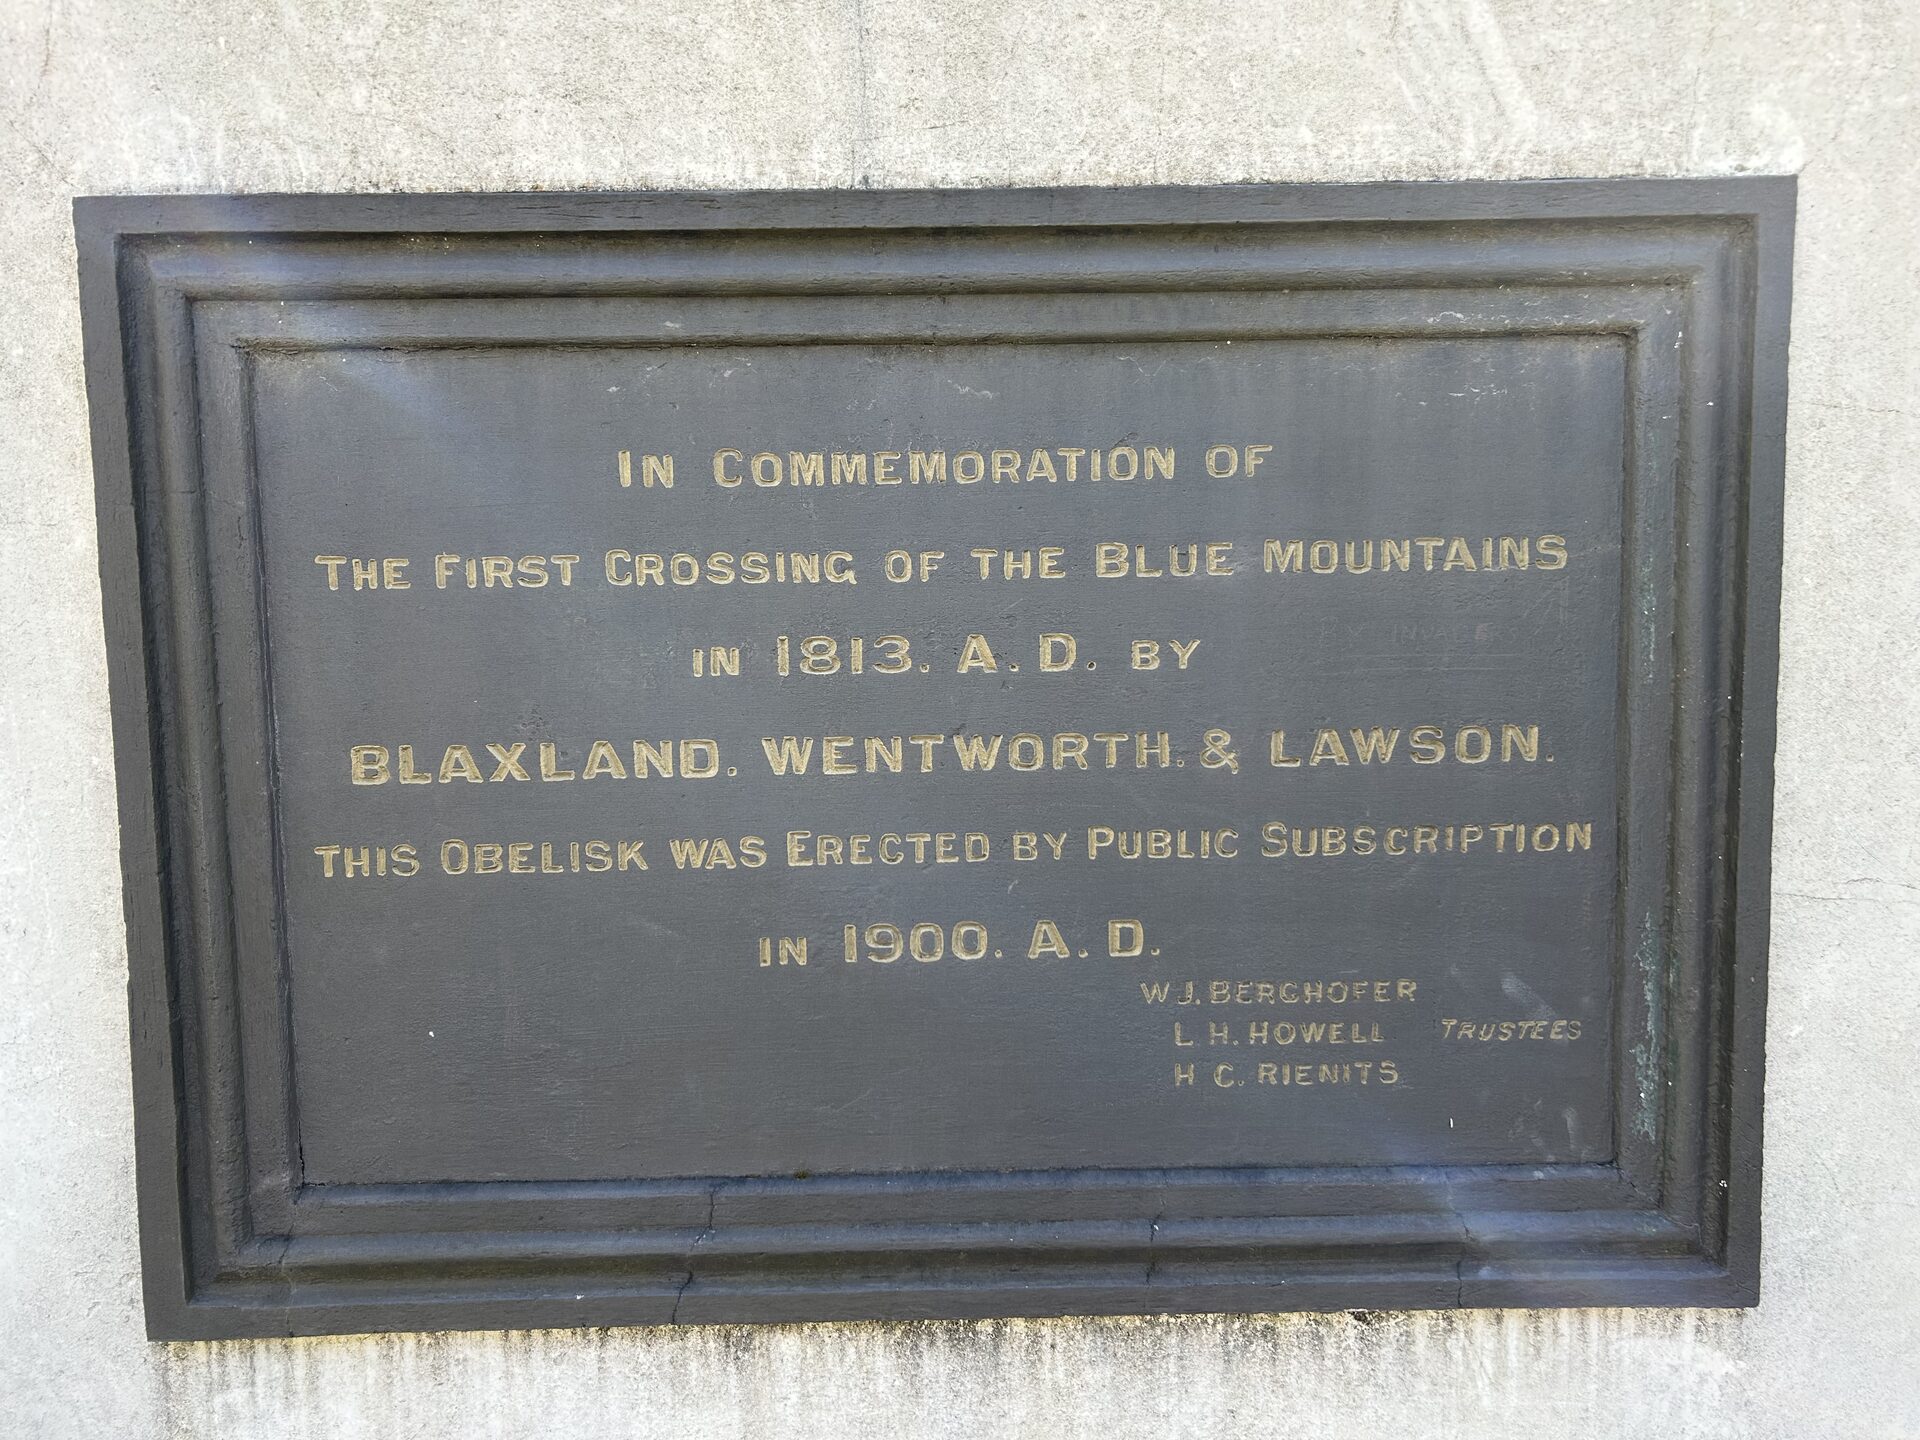 IN COMMEMORATION OF
THE FIRST CROSSING OF THE BLUE MOUNTAINS
IN 1813. A. D. BY
BLAXLAND. WENTWORTH. & LAWSON.
THIS OBELISK WAS ERECTED BY PUBLIC SUBSCRIPTION
IN 1900. A. D.
W J. BERGHOFER
L H. HOWELL TRUSTEES
H C. RIENITS